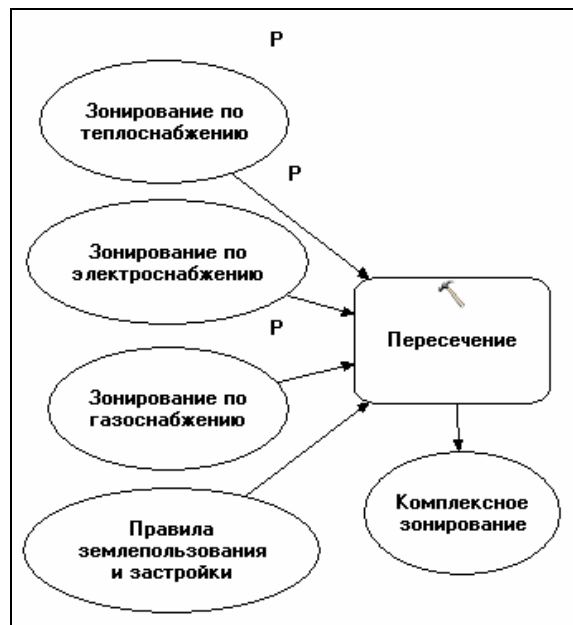 Р
Зонирование по
теплоснабжению
Р
Зонирование по
электроснабжению
Р
Пересечение
Зонирование по
газоснабжению
Комплексное
зонирование
Правила
землепользования
и застройки